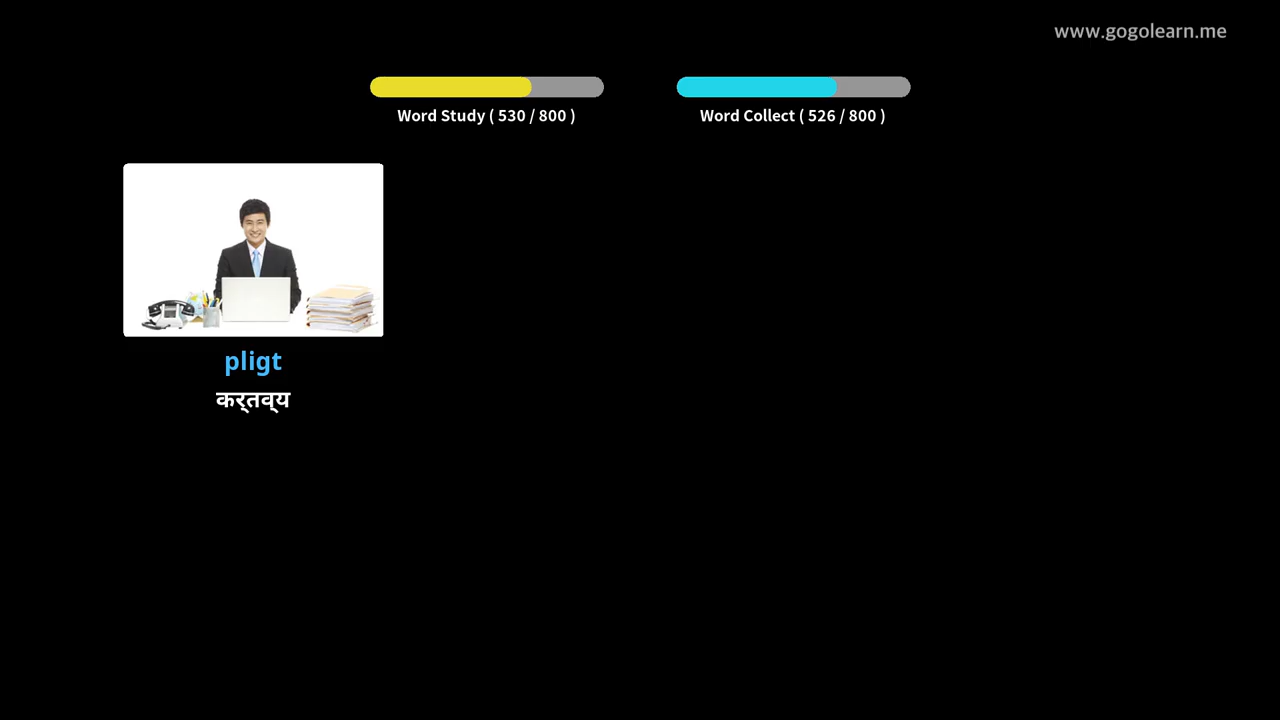 www.gogolearn.me
Word Study ( 530 / 800 )
Word Collect ( 526 / 800 )
pligt
कर्तव्य